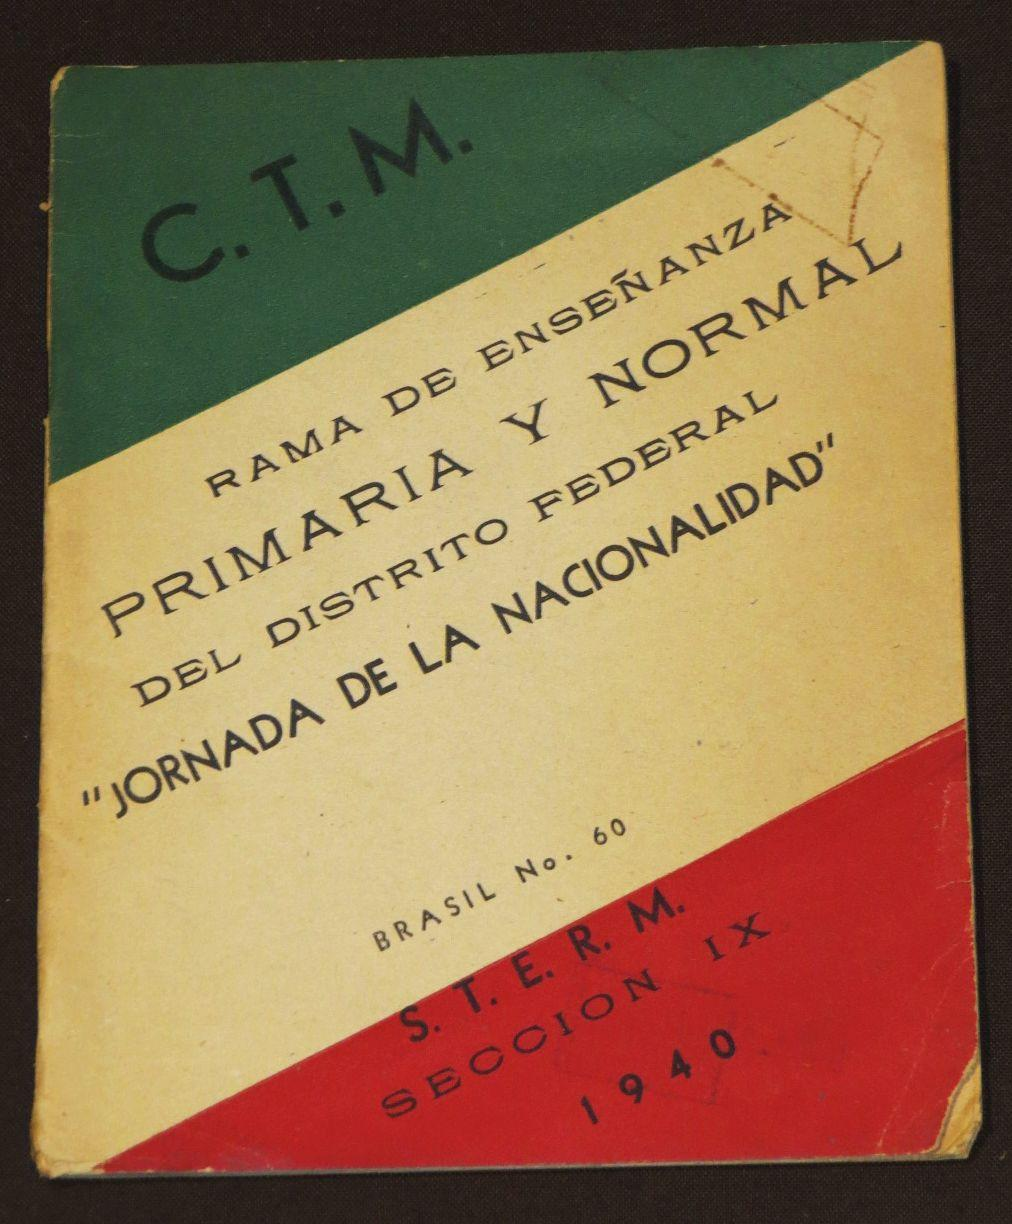 C. T. M.
RAMA DE ENSEÑANZA
PRIMARIA Y NORMAL
DEL DISTRITO FEDERAL
"JORNADA DE LA NACIONALIDAD"
BRASIL No. 60
S. T. E. R. M.
SECCION IX
1940